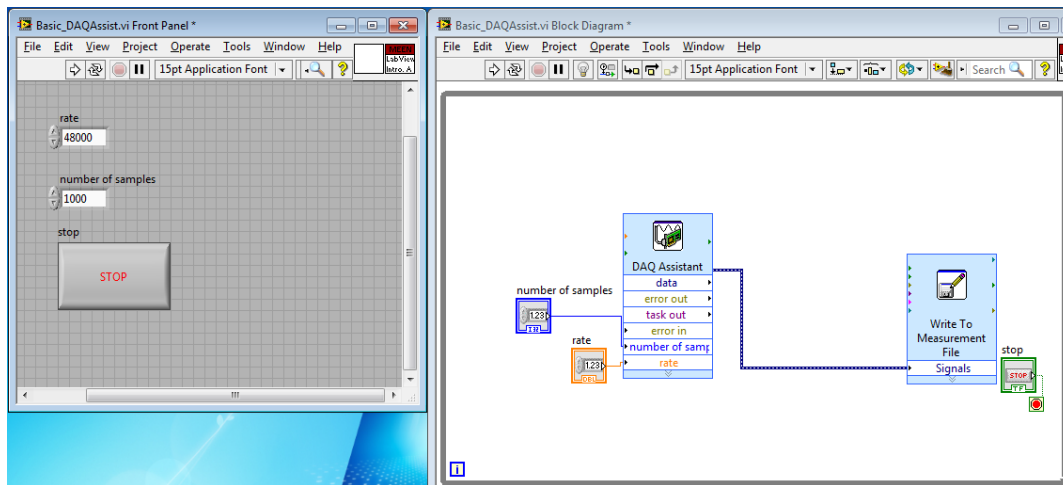 Basic_DAQAssist.vi Front Panel *
File Edit View Project Operate Tools Window Help
15pt Application Font
LabView
Intro. A
rate
48000
number of samples
1000
stop
STOP
Basic_DAQAssist.vi Block Diagram *
File Edit View Project Operate Tools Window Help
15pt Application Font
Search
DAQ Assistant
data
error out
task out
error in
number of samp
rate
number of samples
1.23
rate
1.23
DBL
Write To
Measurement
File
Signals
stop
STOP
TF
i